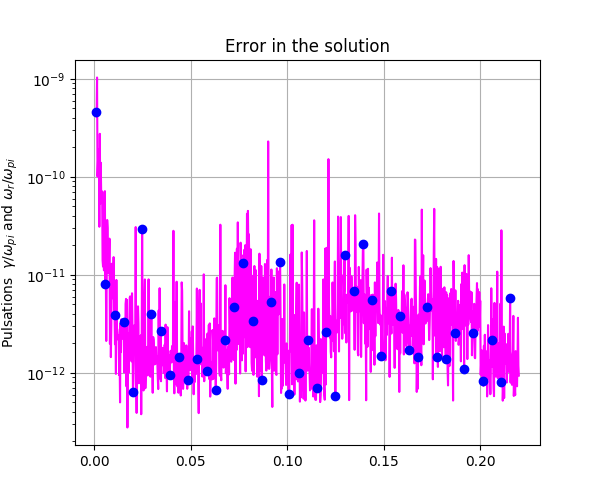 Error in the solution
Pulsations γ/ω_pi and ω_r/ω_pi
10⁻⁹
10⁻¹⁰
10⁻¹¹
10⁻¹²
0.00 0.05 0.10 0.15 0.20